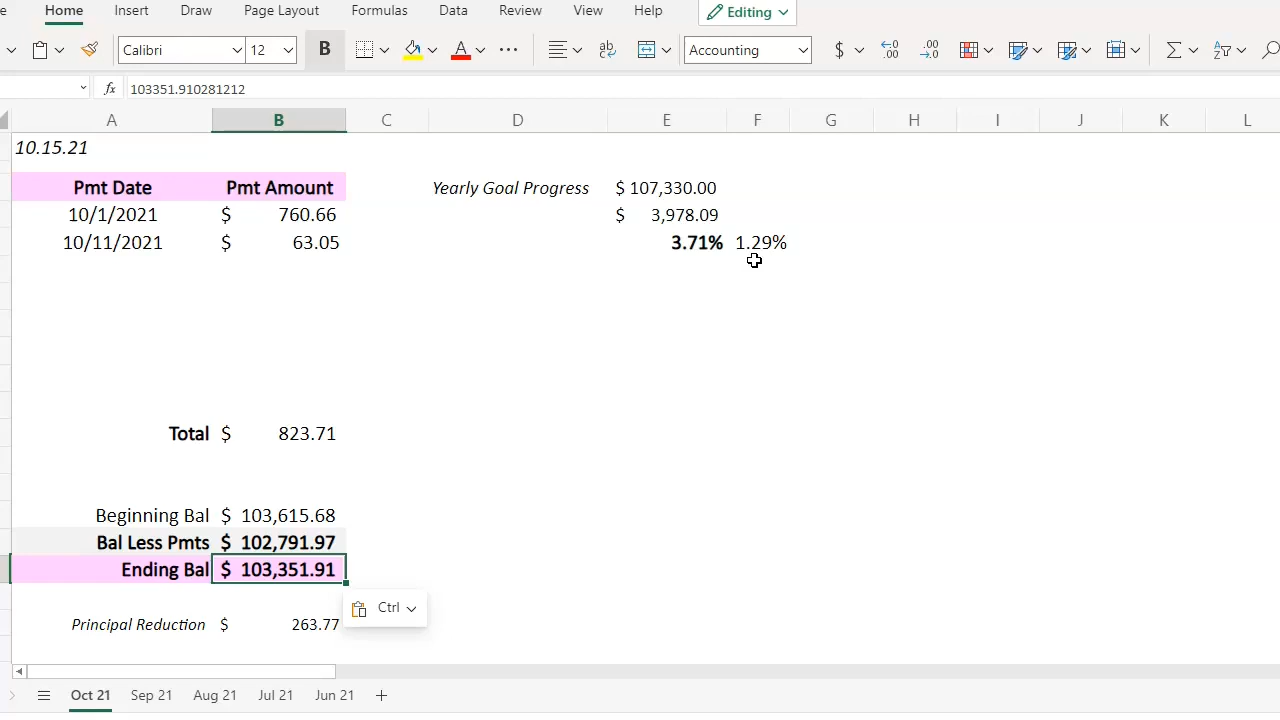 e Home Insert Draw Page Layout Formulas Data Review View Help Editing
Calibri 12 B A ab Accounting $ .00
fx 103351.910281212
A B C D E F G H I J K L
10.15.21
Pmt Date Pmt Amount Yearly Goal Progress $ 107,330.00
10/1/2021 $ 760.66 $ 3,978.09
10/11/2021 $ 63.05 3.71% 1.29%
Total $ 823.71
Beginning Bal $ 103,615.68
Bal Less Pmts $ 102,791.97
Ending Bal $ 103,351.91
Ctrl
Principal Reduction $ 263.77
Oct 21 Sep 21 Aug 21 Jul 21 Jun 21 +